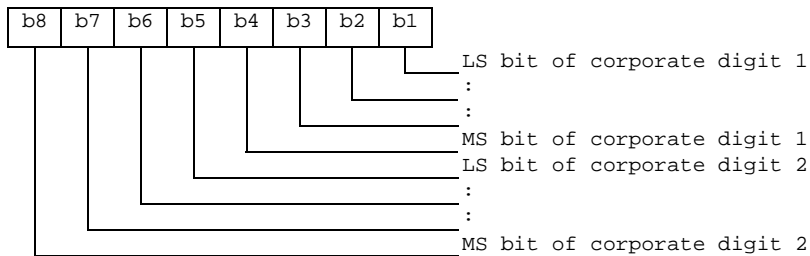 b8 b7 b6 b5 b4 b3 b2 b1
LS bit of corporate digit 1
:
:
MS bit of corporate digit 1
LS bit of corporate digit 2
:
:
MS bit of corporate digit 2